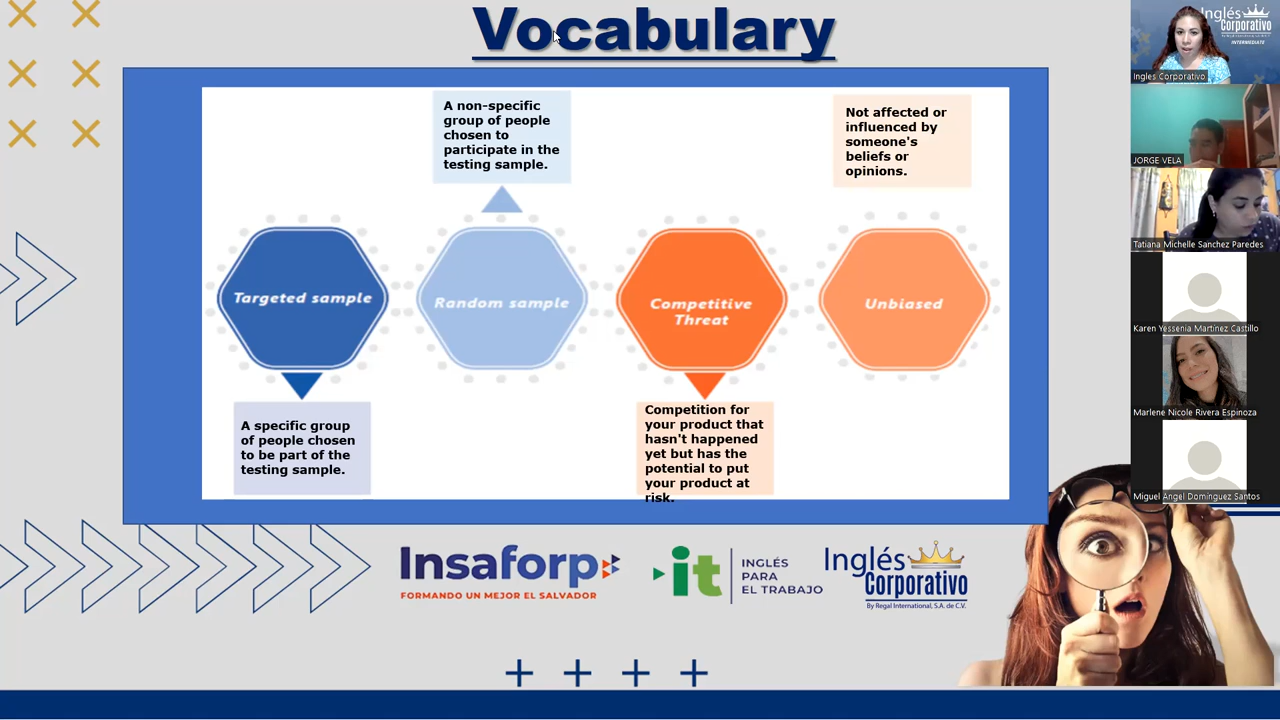 Vocabulary
A non-specific
group of people
chosen to
participate in the
testing sample.
Not affected or
influenced by
someone's
beliefs or
opinions.
Targeted sample
Random sample
Competitive
Threat
Unbiased
A specific group
of people chosen
to be part of the
testing sample.
Competition for
your product that
hasn't happened
yet but has the
potential to put
your product at
risk.
Insaforp
FORMANDO UN MEJOR EL SALVADOR
it
INGLÉS
PARA
EL TRABAJO
Inglés
Corporativo
By Regal International, S.A. de C.V.
Inglés
Corporativo
By Regal International, S.A. de C.V.
INTERMEDIATE
Ingles Corporativo
JORGE VELA
Tatiana Michelle Sanchez Paredes
Karen Yessenia Martinez Castillo
Marlene Nicole Rivera Espinoza
Miguel Angel Dominguez Santos